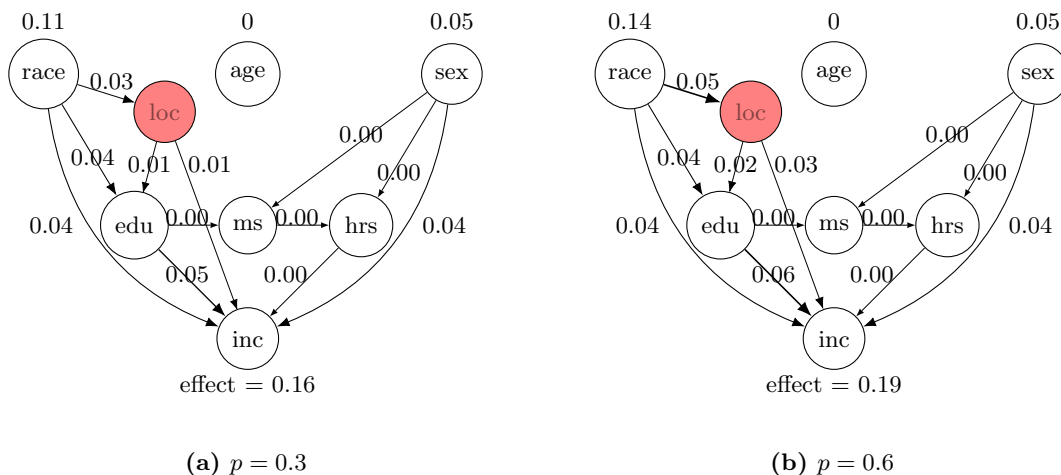 0.11 0 0.05
race age sex
0.03
loc
0.00
0.04 0.01 0.01
0.00
edu 0.00 ms 0.00 hrs
0.04 0.04
0.05 0.00
inc
effect = 0.16
(a) p = 0.3
0.14 0 0.05
race age sex
0.05
loc
0.00
0.04 0.02 0.03
0.00
edu 0.00 ms 0.00 hrs
0.04 0.04
0.06 0.00
inc
effect = 0.19
(b) p = 0.6